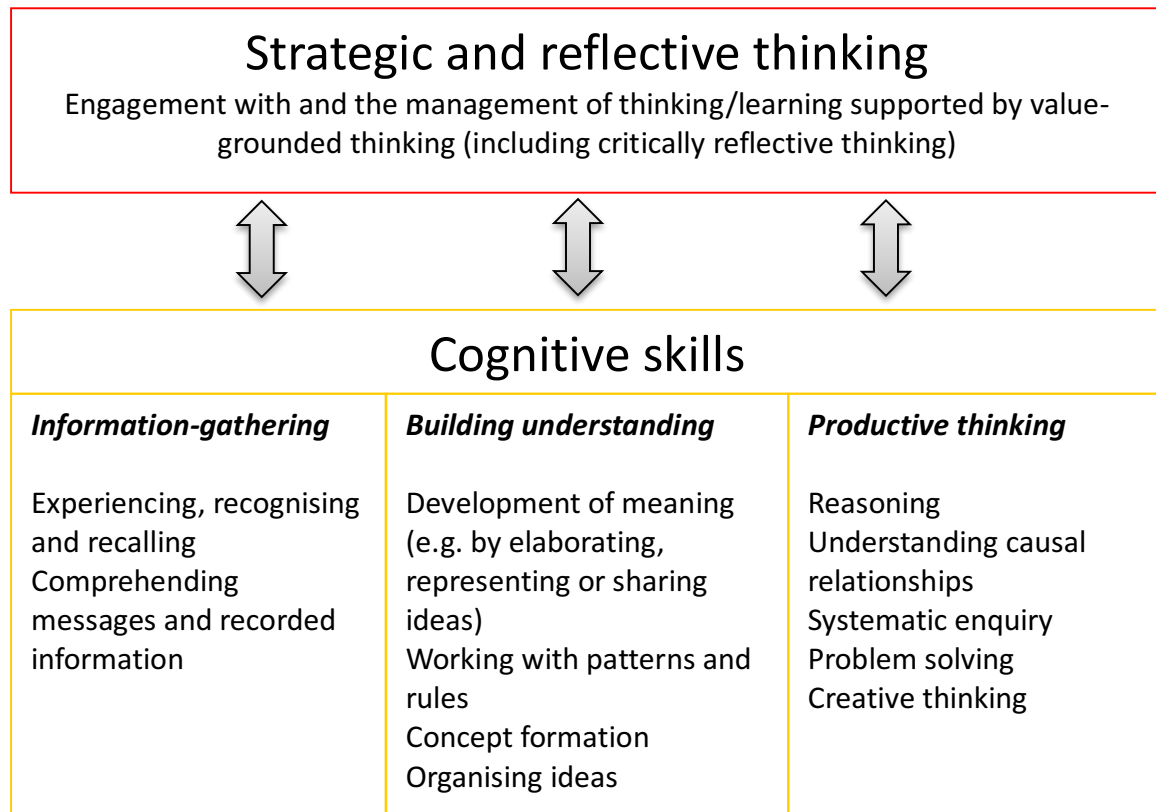 Strategic and reflective thinking
Engagement with and the management of thinking/learning supported by value-
grounded thinking (including critically reflective thinking)
Cognitive skills
Information-gathering
Experiencing, recognising
and recalling
Comprehending
messages and recorded
information
Building understanding
Development of meaning
(e.g. by elaborating,
representing or sharing
ideas)
Working with patterns and
rules
Concept formation
Organising ideas
Productive thinking
Reasoning
Understanding causal
relationships
Systematic enquiry
Problem solving
Creative thinking